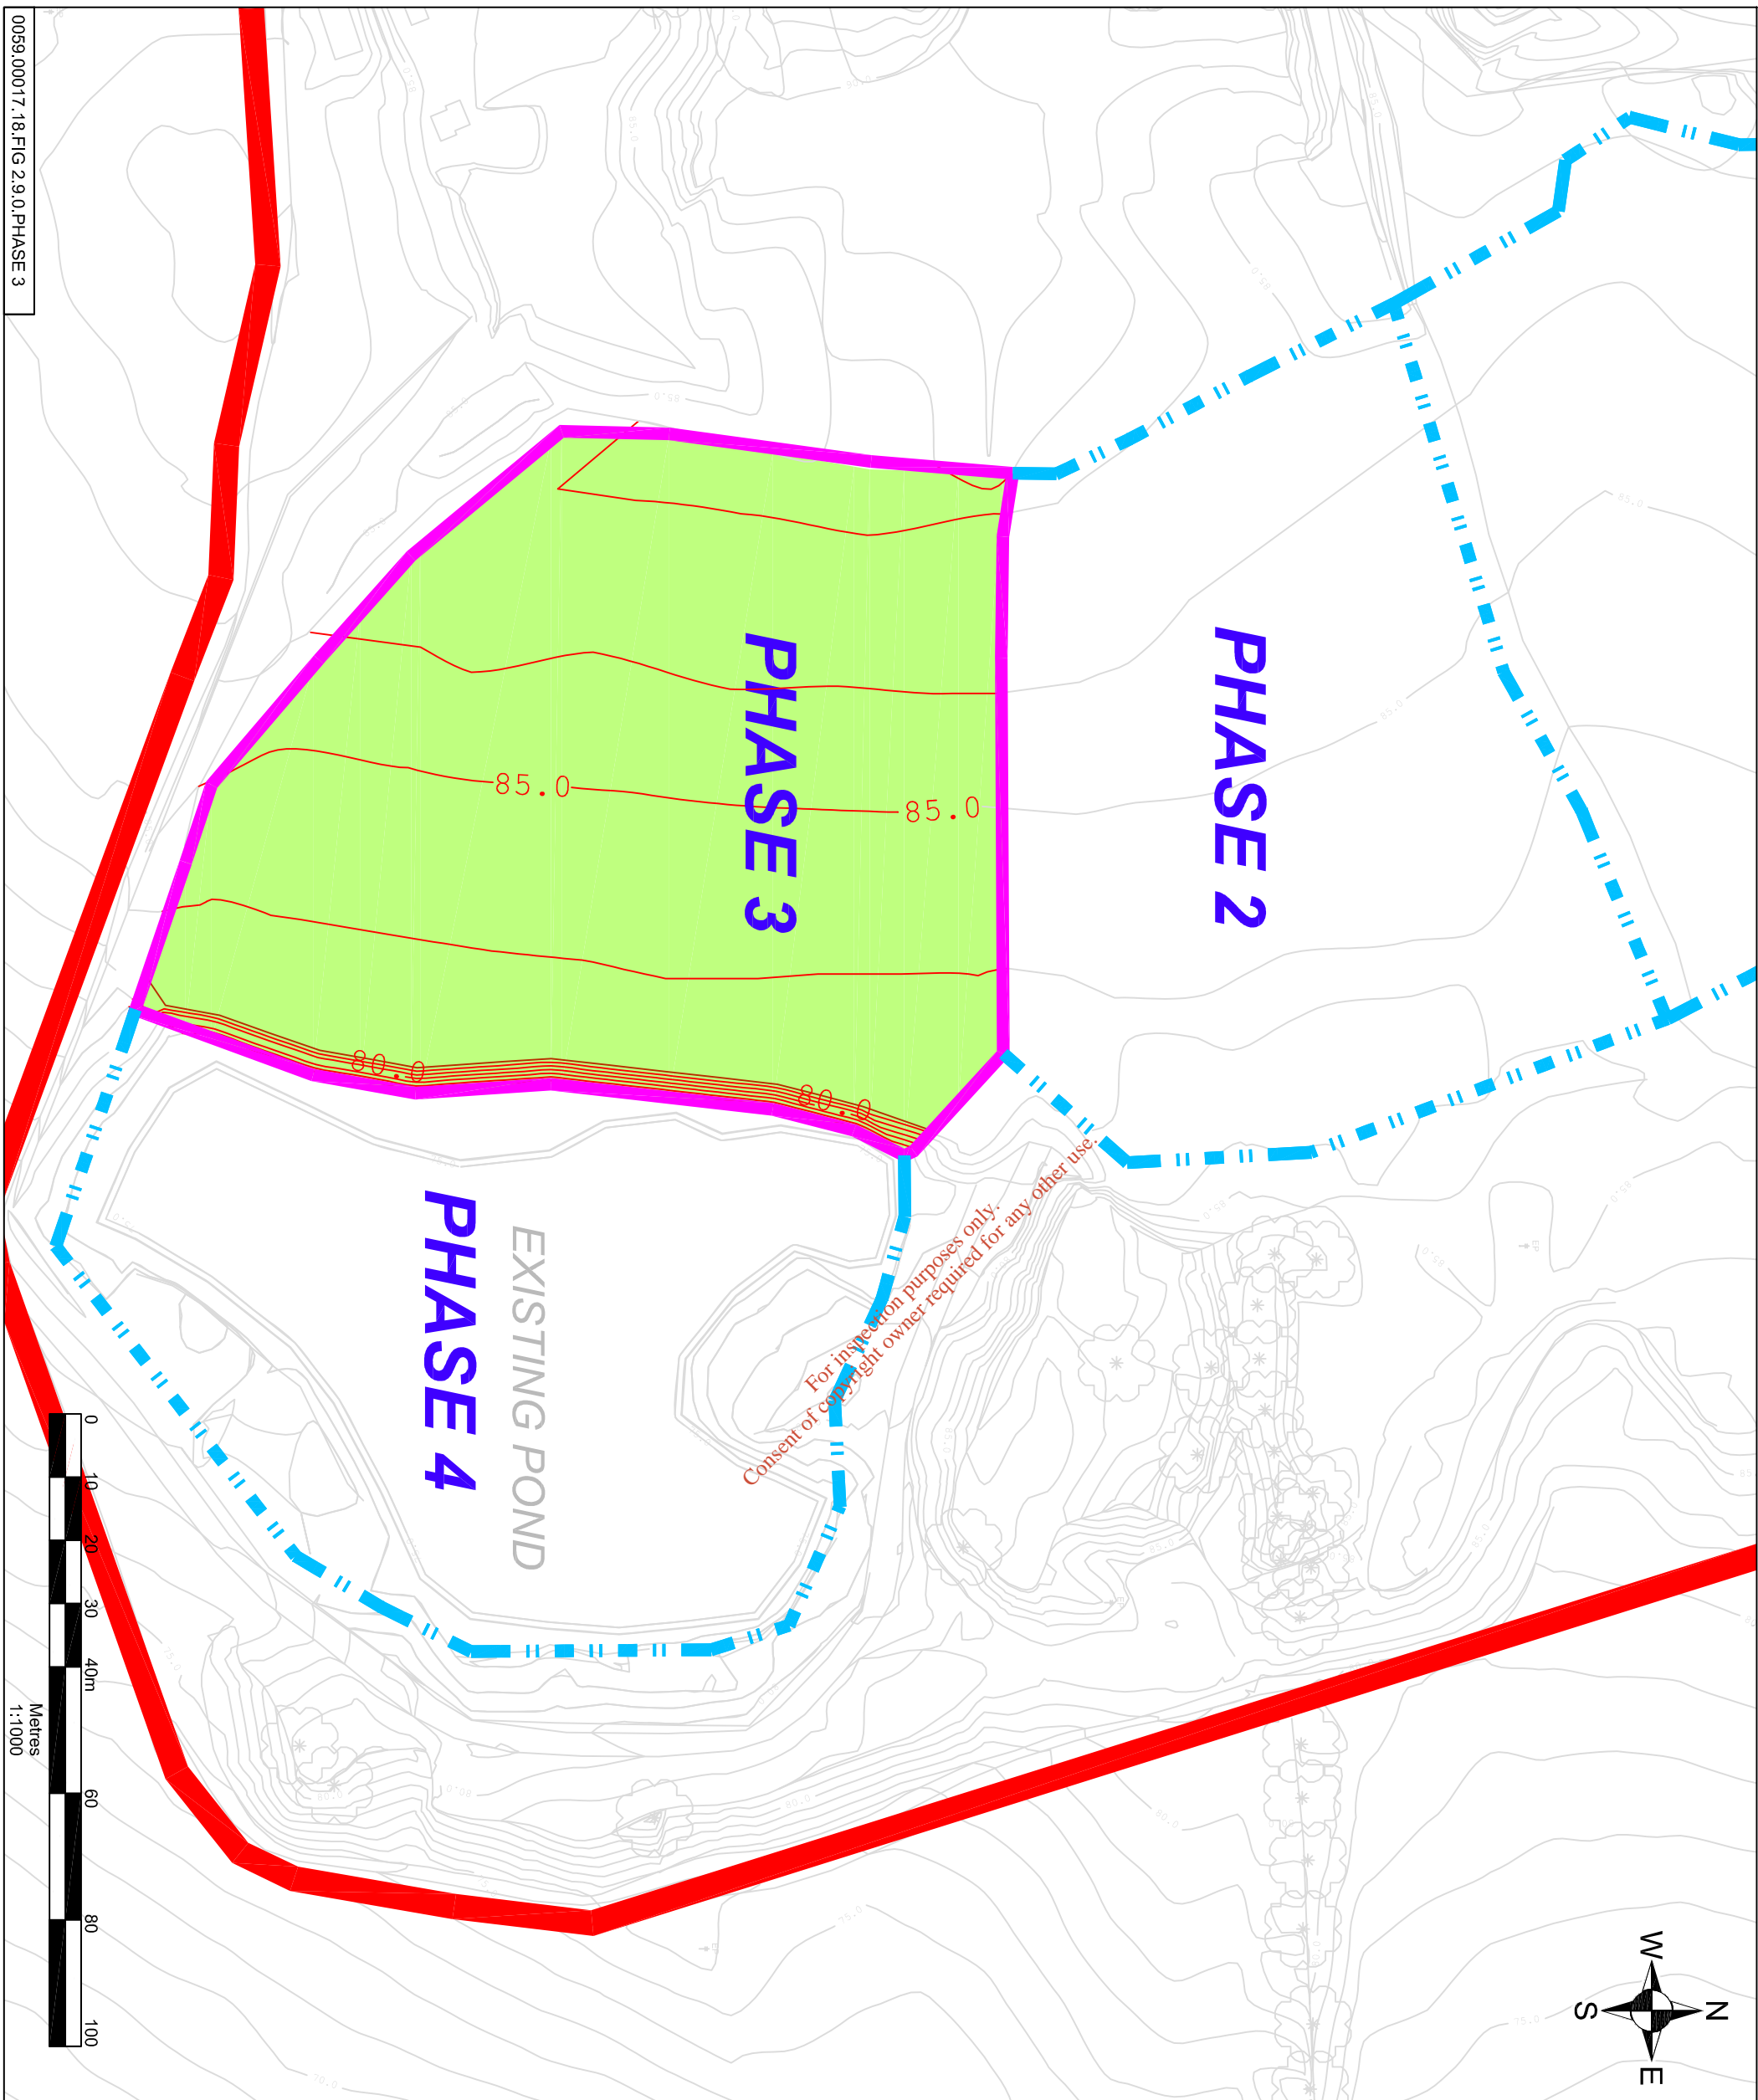 PHASE 2
PHASE 3
PHASE 4
EXISTING POND
85.0
85.0
80.0
80.0
For inspection purposes only.
Consent of copyright owner required for any other use.
N
W
E
S
0 10 20 30 40m 60 80 100
Metres
1:1000
0059.00017.18.FIG 2.9.0.PHASE 3